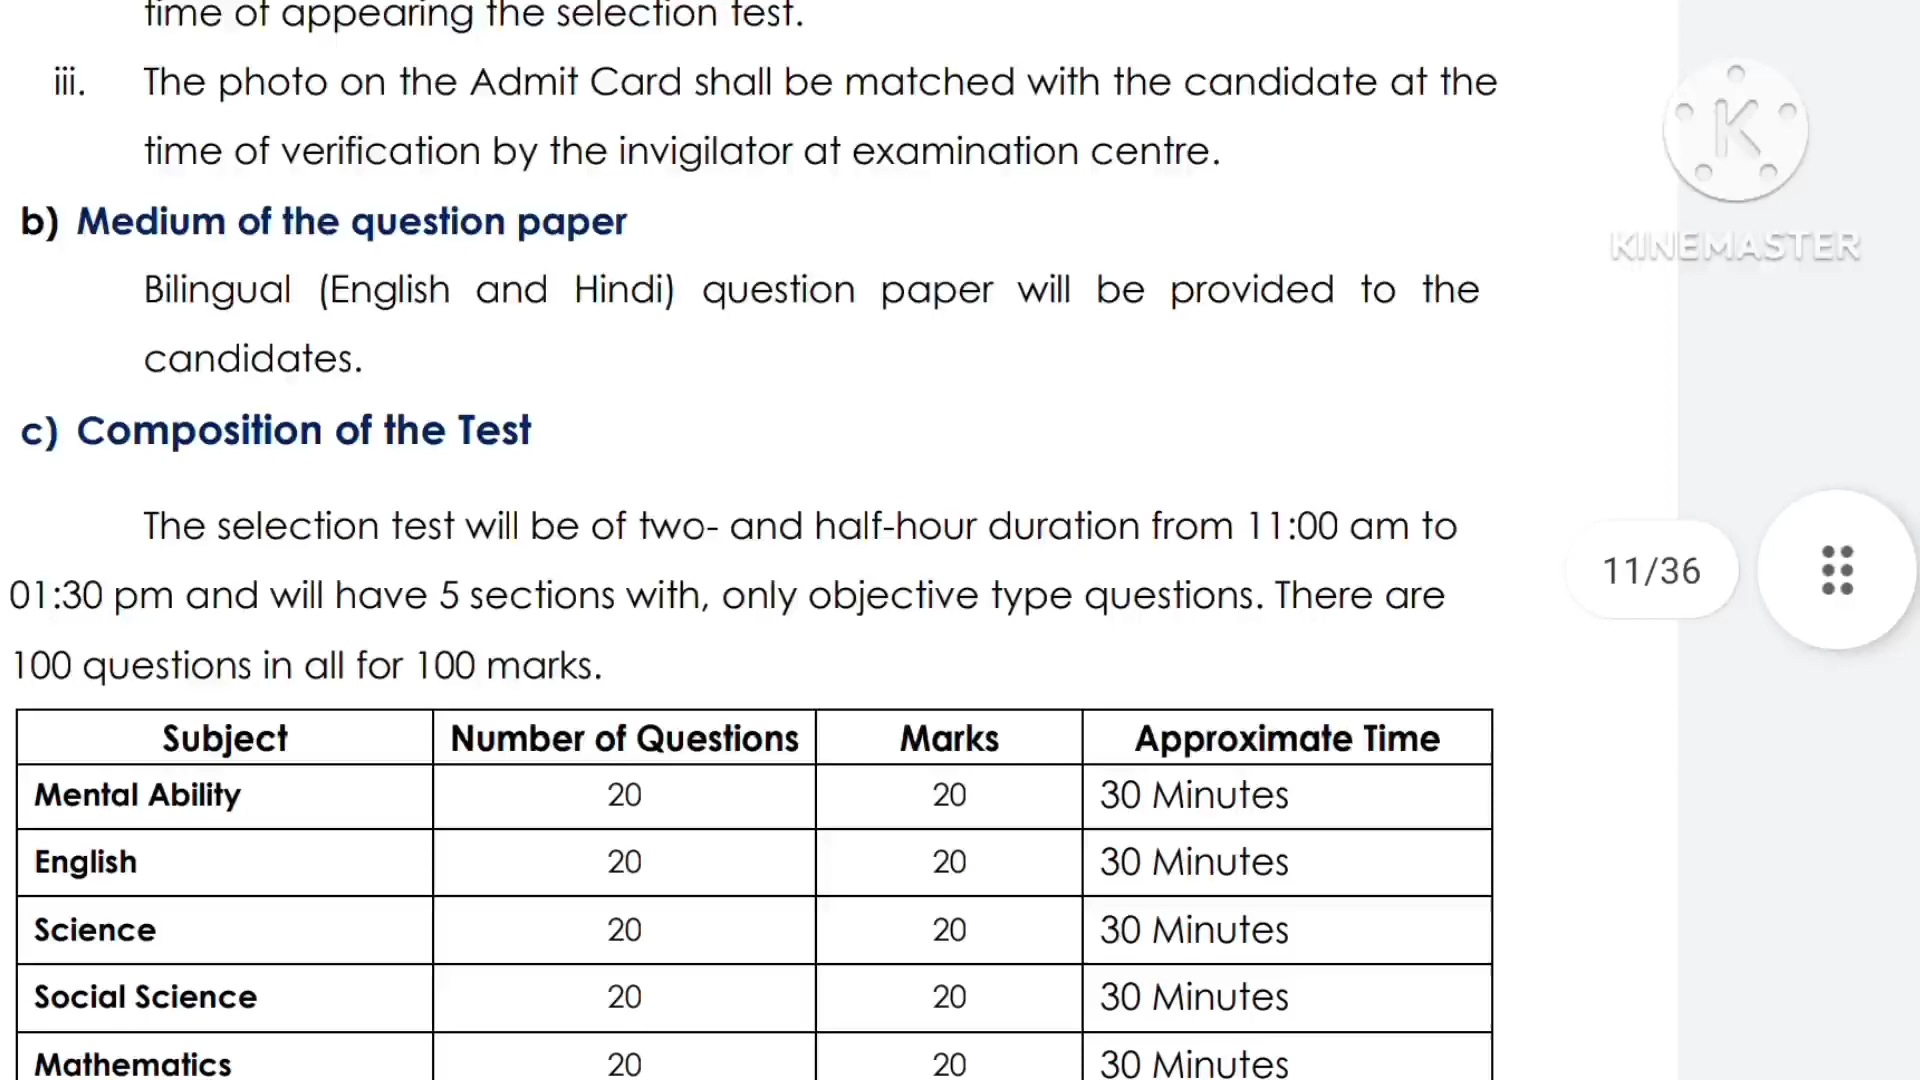 time of appearing the selection test.
iii. The photo on the Admit Card shall be matched with the candidate at the
time of verification by the invigilator at examination centre.
b) Medium of the question paper
Bilingual (English and Hindi) question paper will be provided to the
candidates.
c) Composition of the Test
The selection test will be of two- and half-hour duration from 11:00 am to
01:30 pm and will have 5 sections with, only objective type questions. There are
100 questions in all for 100 marks.
Subject Number of Questions Marks Approximate Time
Mental Ability 20 20 30 Minutes
English 20 20 30 Minutes
Science 20 20 30 Minutes
Social Science 20 20 30 Minutes
Mathematics 20 20 30 Minutes
K
KINEMASTER
11/36